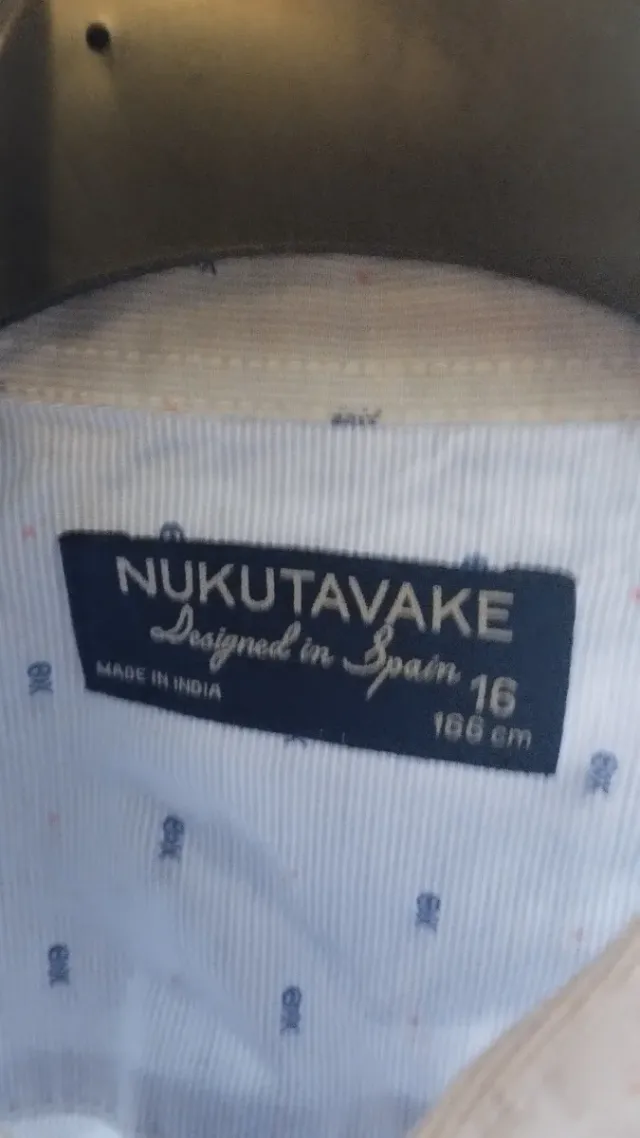 NUKUTAVAKE
Designed in Spain
MADE IN INDIA
16
166 cm